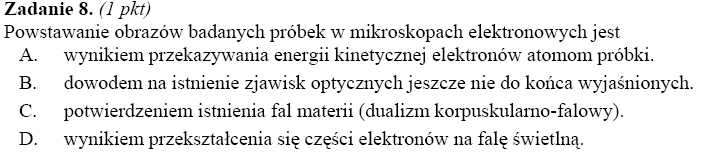 Zadanie 8. (1 pkt)
Powstawanie obrazów badanych próbek w mikroskopach elektronowych jest
A. wynikiem przekazywania energii kinetycznej elektronów atomom próbki.
B. dowodem na istnienie zjawisk optycznych jeszcze nie do końca wyjaśnionych.
C. potwierdzeniem istnienia fal materii (dualizm korpuskularno-falowy).
D. wynikiem przekształcenia się części elektronów na falę świetlną.